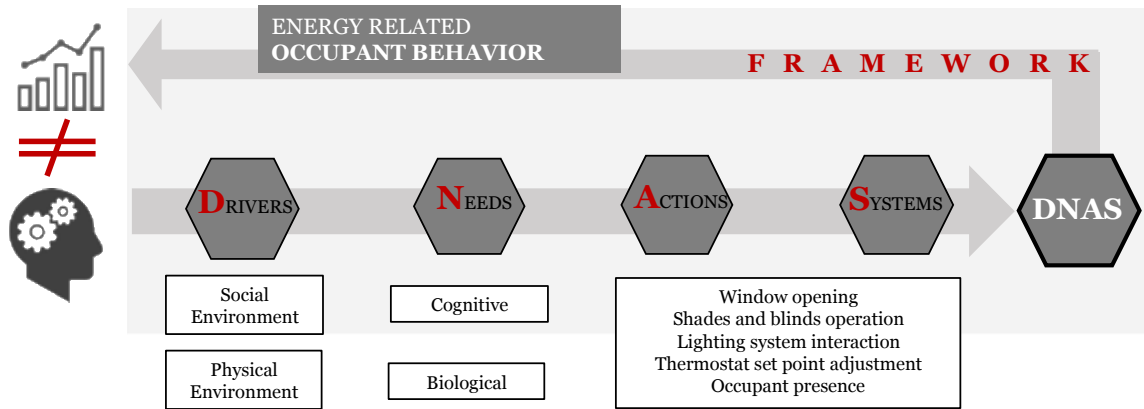 ENERGY RELATED
OCCUPANT BEHAVIOR
FRAMEWORK
DRIVERS
NEEDS
ACTIONS
SYSTEMS
DNAS
Social
Environment
Cognitive
Physical
Environment
Biological
Window opening
Shades and blinds operation
Lighting system interaction
Thermostat set point adjustment
Occupant presence